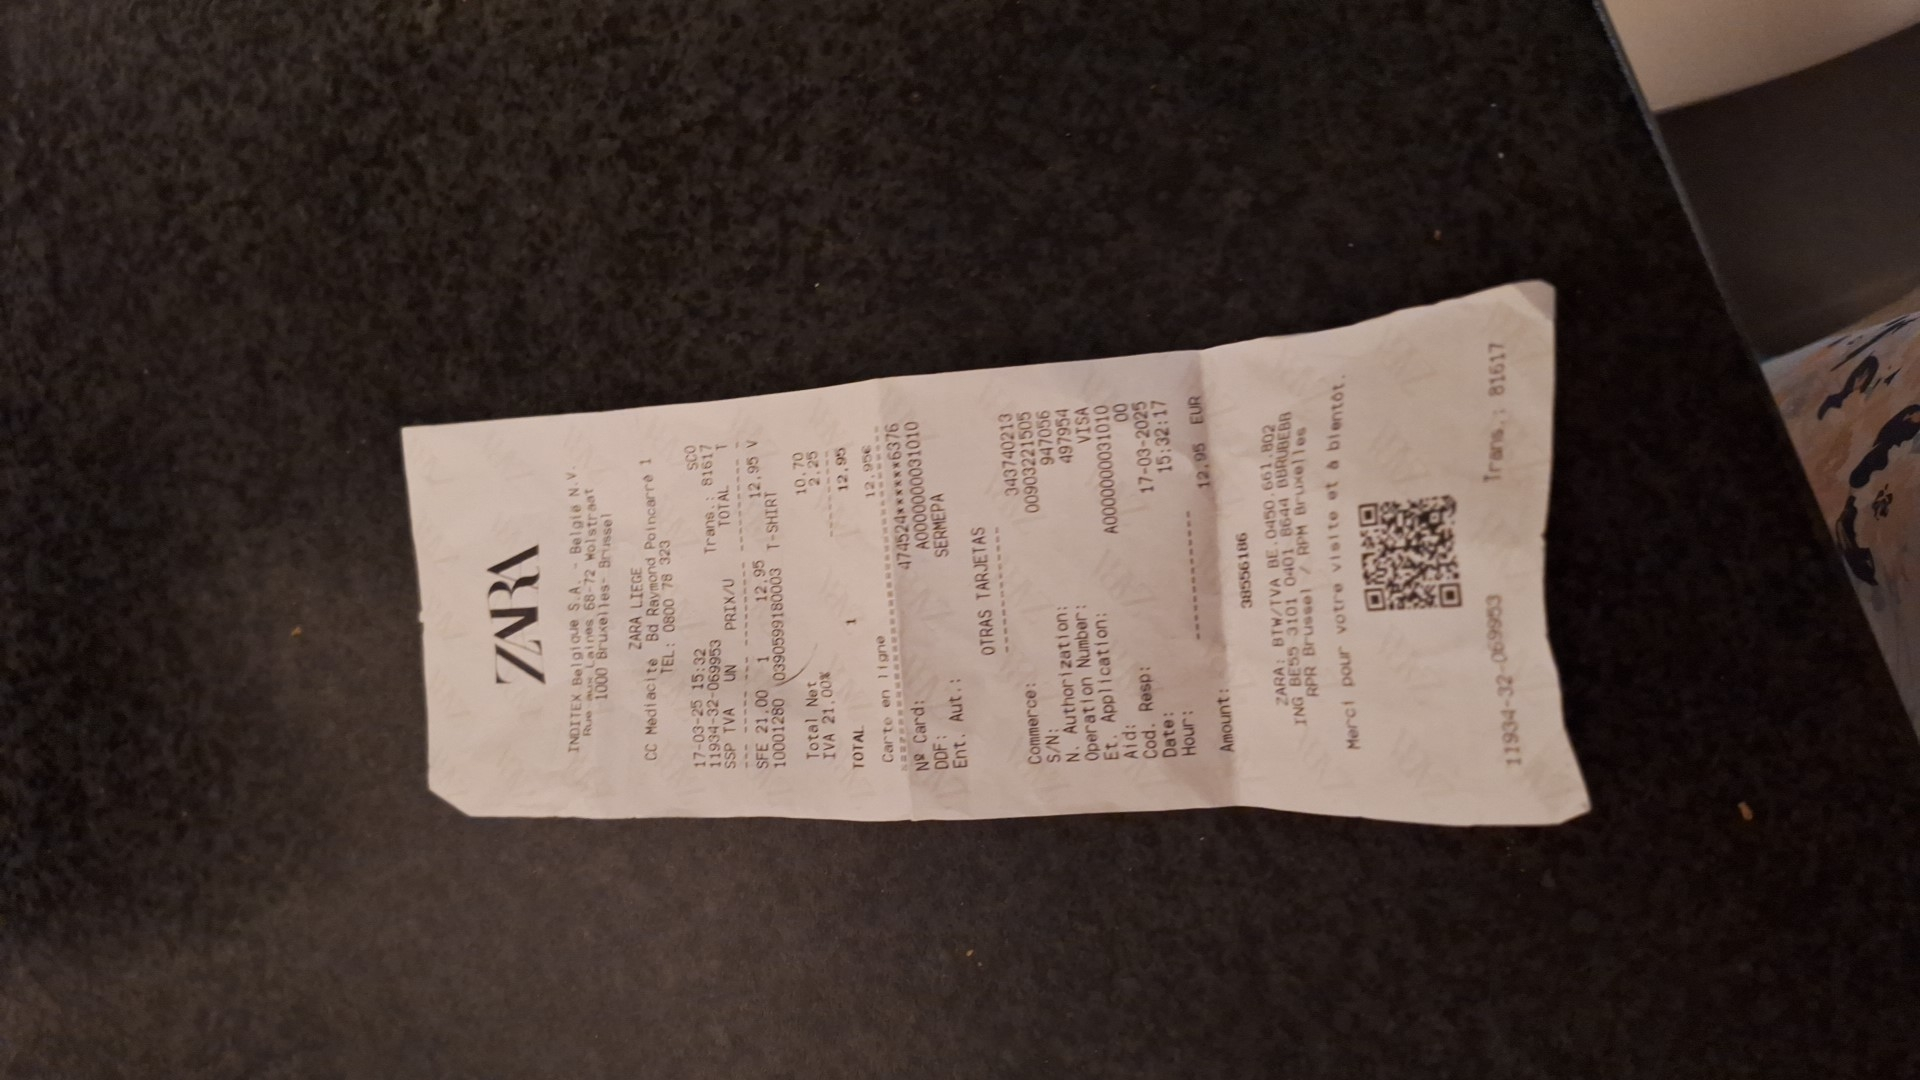 ZARA
INDITEX Belgique S.A. - Belgie N.V.
Rue aux Laines 68-72 Wolstraat
1000 Bruxelles- Brussel
ZARA LIEGE
CC Mediacité Bd Raymond Poincarré 1
TEL: 0800 78 323
17-03-25 15:32 SCO
11934-32-069953 Trans.: 81617
SSP TVA UN PRIX/U TOTAL T
SFE 21.00 1 12,95 12,95 V
10001280 0390599180003 T-SHIRT
Total Net 10,70
IVA 21.00% 2,25
TOTAL 1 12,95
Carte en ligne 12,95€
Nº Card: 474524******6376
DDF: A0000000031010
Ent. Aut.: SERMEPA
OTRAS TARJETAS
Commerce: 343740213
S/N: 00903221505
N. Authorization: 947056
Operation Number: 497954
Et. Application: VISA
Aid: A0000000031010
Cod. Resp: 00
Date: 17-03-2025
Hour: 15:32:17
Amount: 12,95 EUR
38556186
ZARA: BTW/TVA BE.0450.661.802
ING BE55 3101 0401 8644 BBRUBEBB
RPR Brussel / RPM Bruxelles
Merci pour votre visite et à bientôt.
11934-32-069953 Trans.: 81617